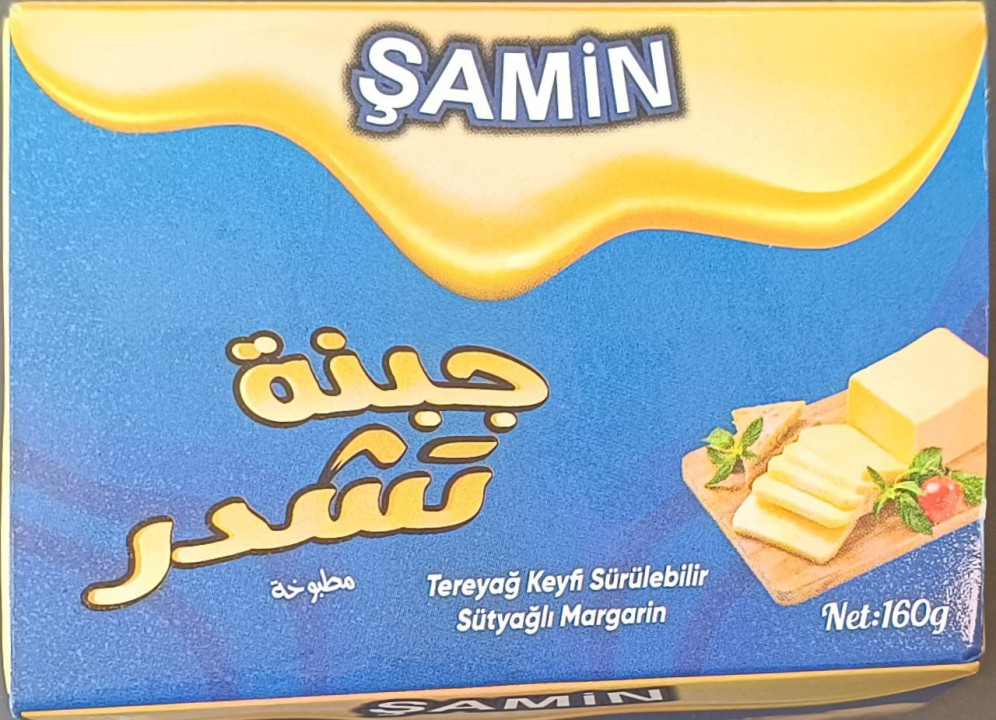 ŞAMİN
جبنة
تشدر
مطبوخة
Tereyağ Keyfi Sürülebilir
Sütyağlı Margarin
Net:160g
ŞAMİN